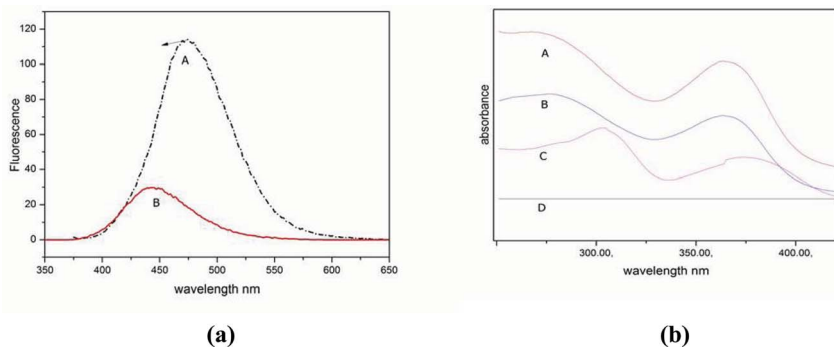 120
100
80
60
40
20
0
Fluorescence
A
B
350 400 450 500 550 600 650
wavelength nm
(a)
absorbance
A
B
C
D
300.00, 350.00, 400.00,
wavelength nm
(b)